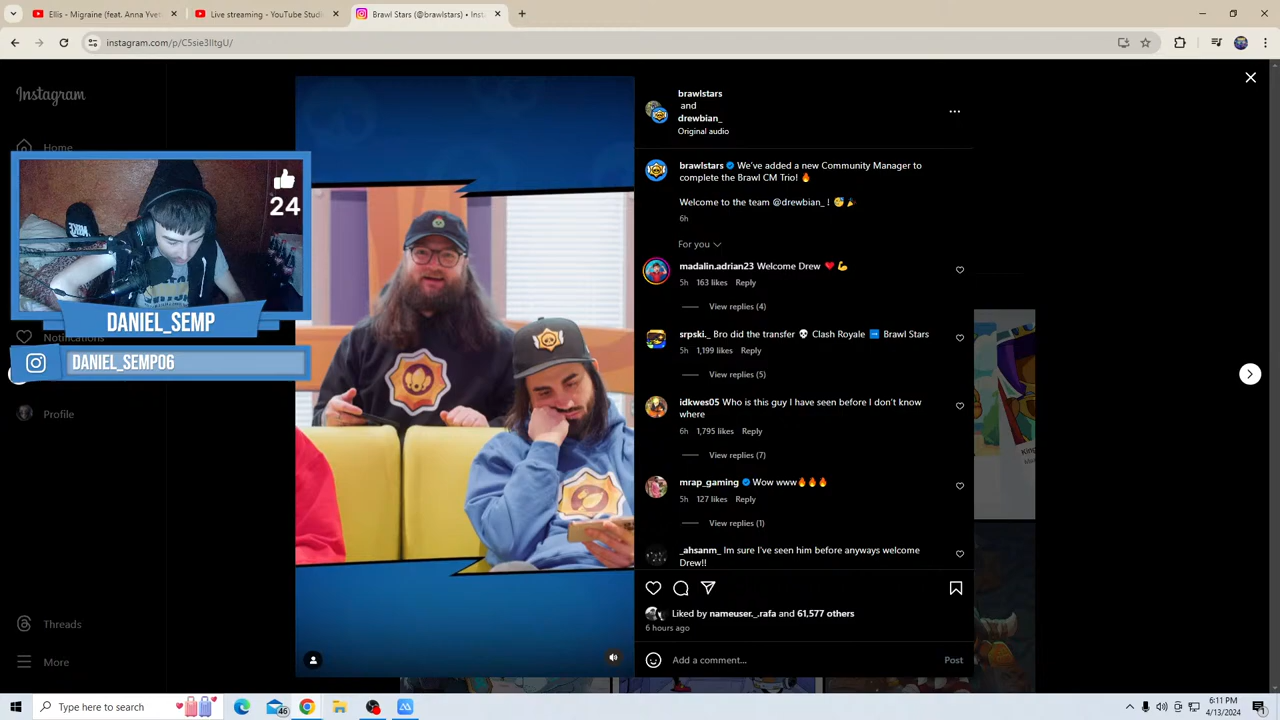 Ellis - Migraine (feat. Anna Yvet
Live streaming - YouTube Studi
Brawl Stars (@brawlstars) • Inst
instagram.com/p/C5sie3lItgU/
Instagram
Home
24
DANIEL_SEMP
Notifications
DANIEL_SEMP06
Profile
Threads
More
brawlstars
and
drewbian_
Original audio
brawlstars We've added a new Community Manager to
complete the Brawl CM Trio! 🔥
Welcome to the team @drewbian_ ! 😎🎉
6h
For you
madalin.adrian23 Welcome Drew ❤️💪
5h 163 likes Reply
View replies (4)
srpski._ Bro did the transfer 💀 Clash Royale ➡️ Brawl Stars
5h 1,199 likes Reply
View replies (5)
idkwes05 Who is this guy I have seen before I don't know
where
6h 1,795 likes Reply
View replies (7)
mrap_gaming Wow www🔥🔥🔥
5h 127 likes Reply
View replies (1)
_ahsanm_ Im sure I've seen him before anyways welcome
Drew!!
Liked by nameuser._.rafa and 61,577 others
6 hours ago
Add a comment...
Post
Type here to search
46
6:11 PM
4/13/2024
1